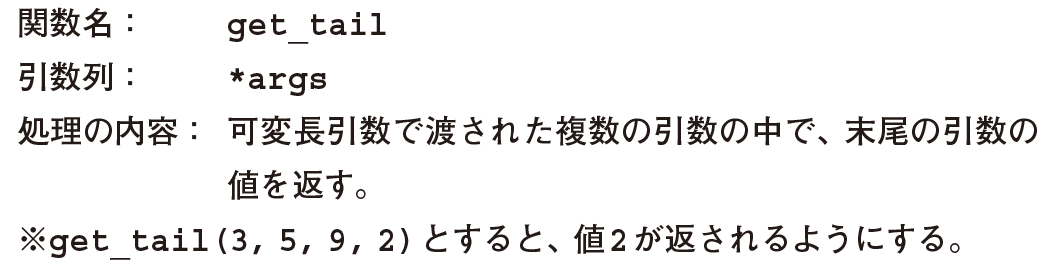 関数名： get_tail
引数列： *args
処理の内容： 可変長引数で渡された複数の引数の中で、末尾の引数の
値を返す。
※get_tail(3, 5, 9, 2)とすると、値2が返されるようにする。